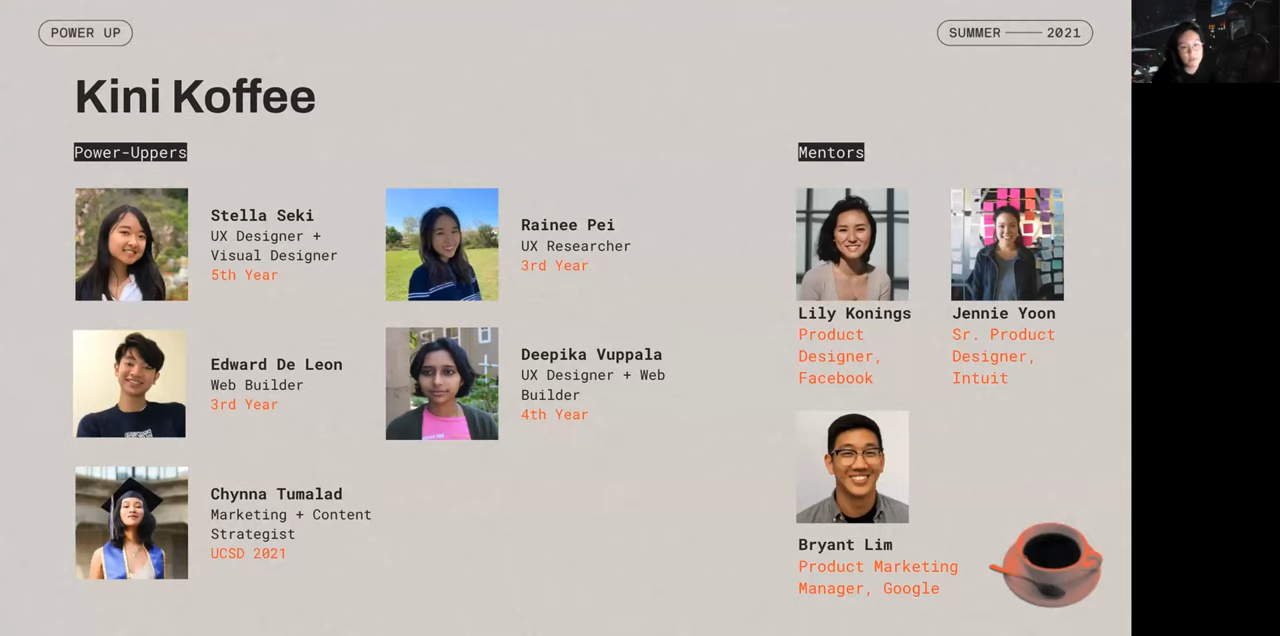 POWER UP
SUMMER 2021
Kini Koffee
Power-Uppers
Stella Seki
UX Designer +
Visual Designer
5th Year
Rainee Pei
UX Researcher
3rd Year
Edward De Leon
Web Builder
3rd Year
Deepika Vuppala
UX Designer + Web
Builder
4th Year
Chynna Tumalad
Marketing + Content
Strategist
UCSD 2021
Mentors
Lily Konings
Product
Designer,
Facebook
Jennie Yoon
Sr. Product
Designer,
Intuit
Bryant Lim
Product Marketing
Manager, Google